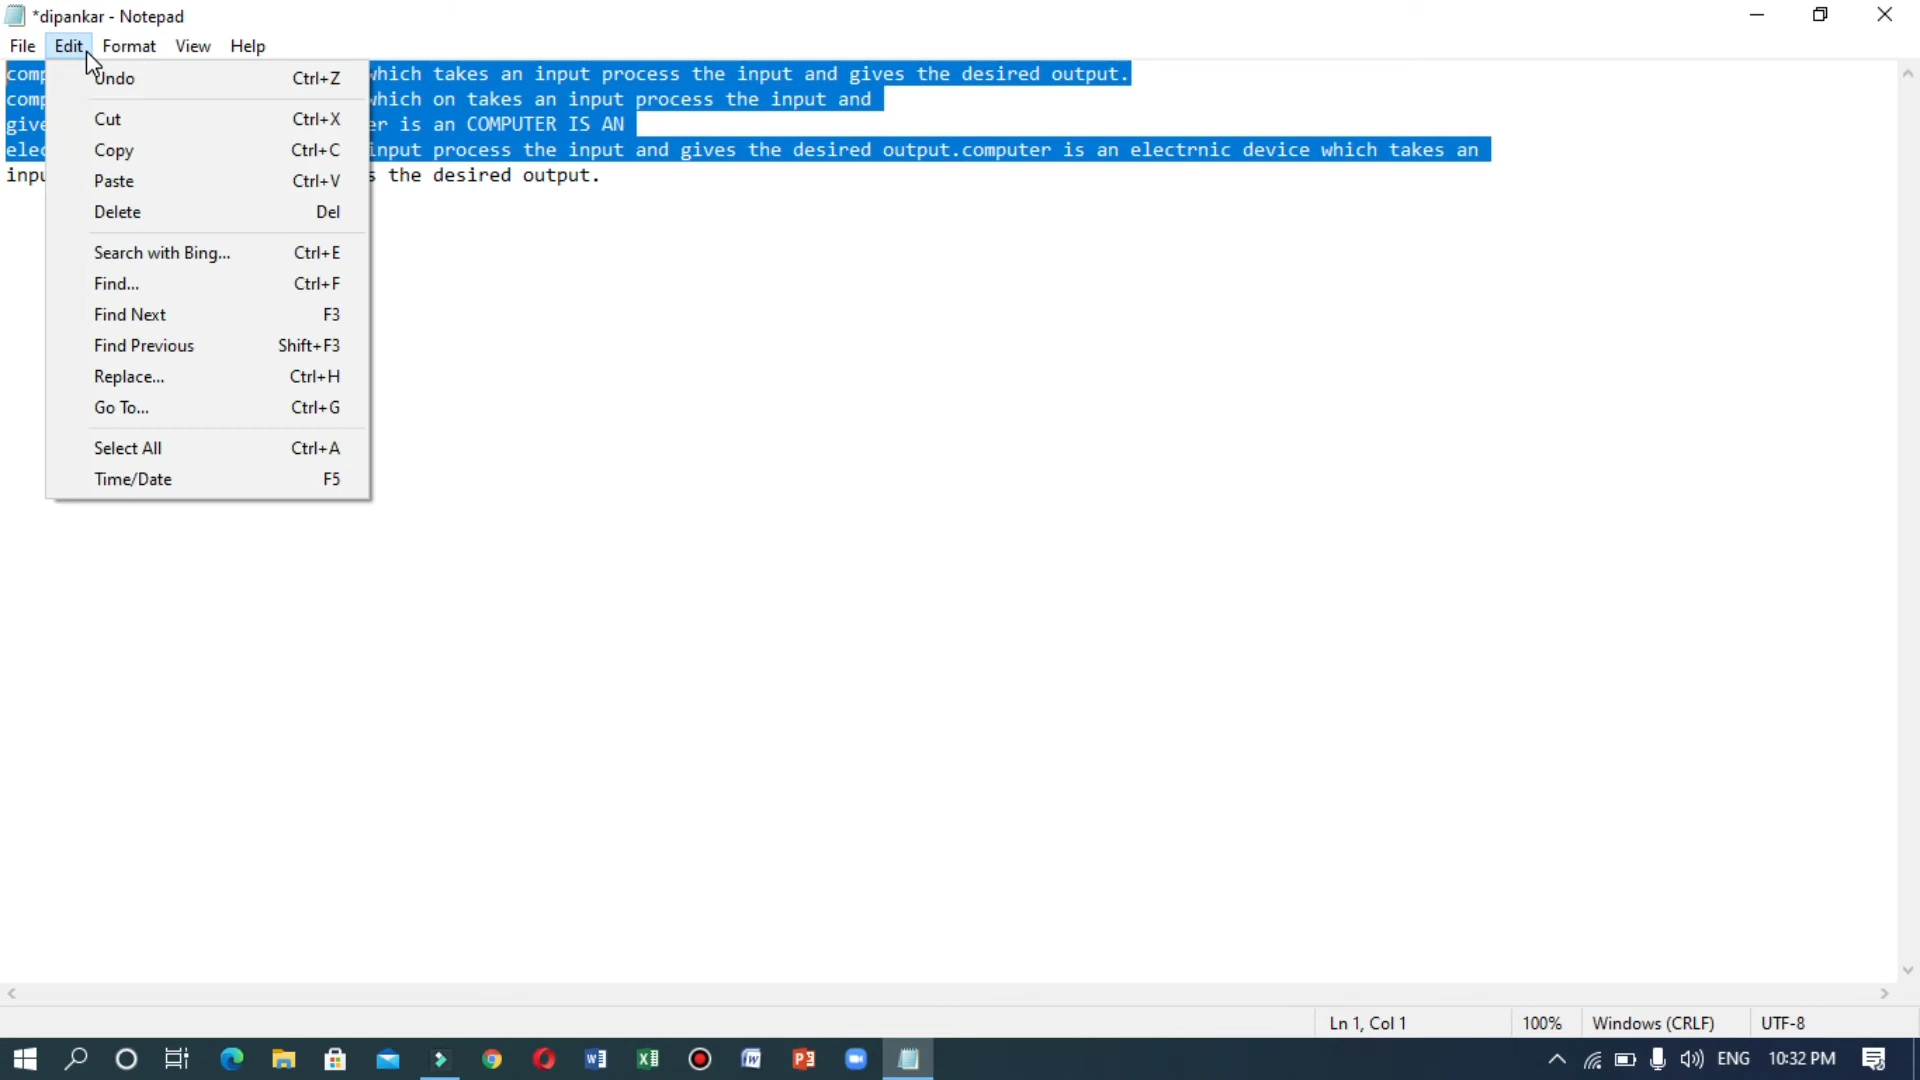 *dipankar - Notepad
File Edit Format View Help
Undo Ctrl+Z
Cut Ctrl+X
Copy Ctrl+C
Paste Ctrl+V
Delete Del
Search with Bing... Ctrl+E
Find... Ctrl+F
Find Next F3
Find Previous Shift+F3
Replace... Ctrl+H
Go To... Ctrl+G
Select All Ctrl+A
Time/Date F5
which takes an input process the input and gives the desired output.
which on takes an input process the input and
is an COMPUTER IS AN
input process the input and gives the desired output.computer is an electrnic device which takes an
the desired output.
Ln 1, Col 1 100% Windows (CRLF) UTF-8
ENG 10:32 PM